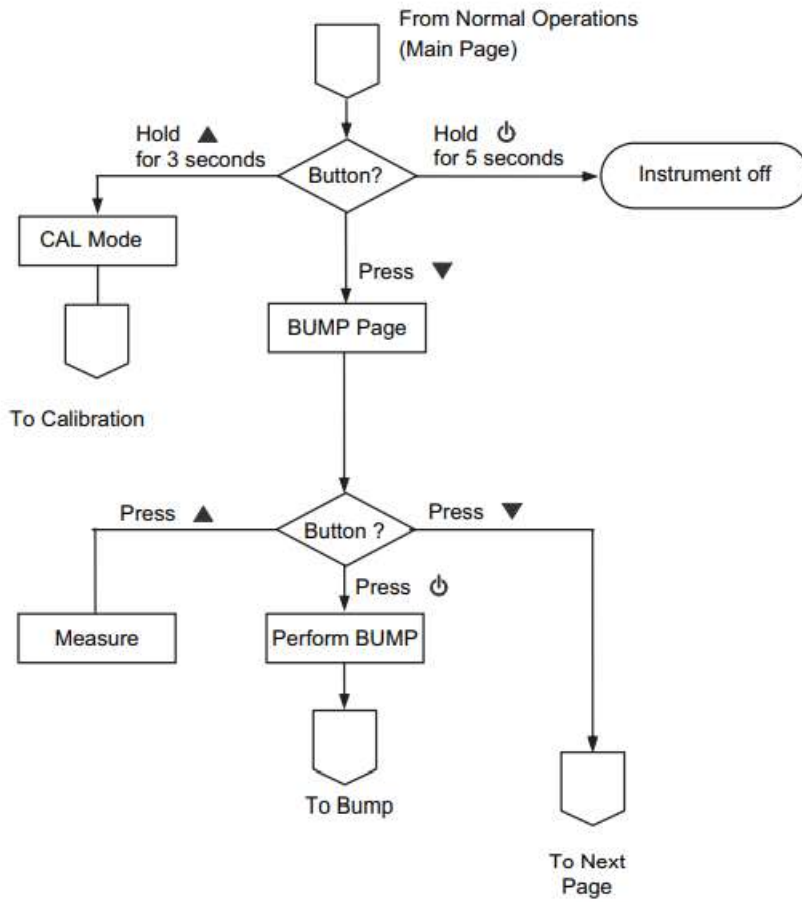 From Normal Operations
(Main Page)
Hold ▲
for 3 seconds
Hold ⏻
for 5 seconds
Button?
Instrument off
CAL Mode
Press ▼
BUMP Page
To Calibration
Press ▲
Button ?
Press ▼
Press ⏻
Measure
Perform BUMP
To Bump
To Next
Page